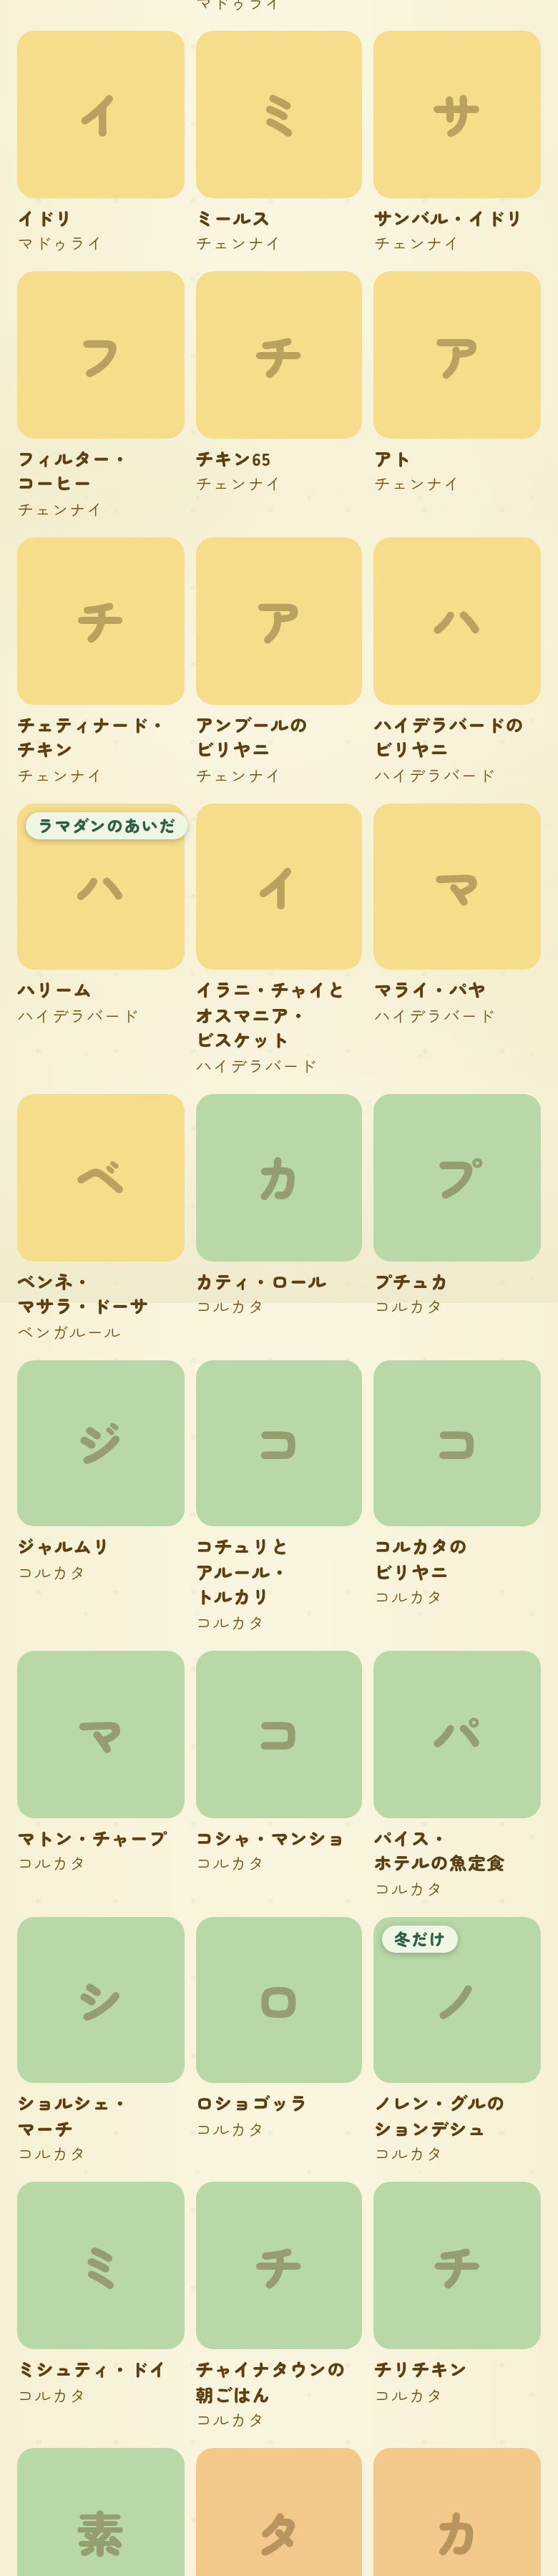 マドゥライ
イ
ミ
サ
イドリ
マドゥライ
ミールス
チェンナイ
サンバル・イドリ
チェンナイ
フ
チ
ア
フィルター・
コーヒー
チェンナイ
チキン65
チェンナイ
アト
チェンナイ
チ
ア
ハ
チェティナード・
チキン
チェンナイ
アンブールの
ビリヤニ
チェンナイ
ハイデラバードの
ビリヤニ
ハイデラバード
ラマダンのあいだ
ハ
イ
マ
ハリーム
ハイデラバード
イラニ・チャイと
オスマニア・
ビスケット
ハイデラバード
マライ・パヤ
ハイデラバード
ベ
カ
プ
ベンネ・
マサラ・ドーサ
ベンガルール
カティ・ロール
コルカタ
プチュカ
コルカタ
ジ
コ
コ
ジャルムリ
コルカタ
コチュリと
アルール・
トルカリ
コルカタ
コルカタの
ビリヤニ
コルカタ
マ
コ
パ
マトン・チャープ
コルカタ
コシャ・マンショ
コルカタ
パイス・
ホテルの魚定食
コルカタ
シ
ロ
冬だけ
ノ
ショルシェ・
マーチ
コルカタ
ロショゴッラ
コルカタ
ノレン・グルの
ションデシュ
コルカタ
ミ
チ
チ
ミシュティ・ドイ
コルカタ
チャイナタウンの
朝ごはん
コルカタ
チリチキン
コルカタ
素
タ
カ